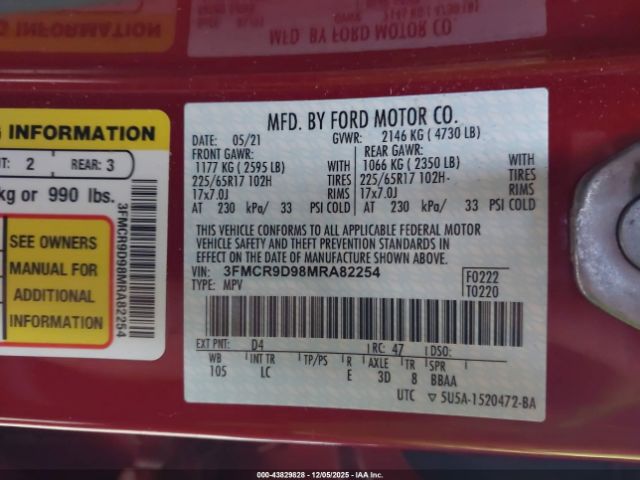 G INFORMATION
T: 2 REAR: 3
kg or 990 lbs.
SEE OWNERS
MANUAL FOR
ADDITIONAL
INFORMATION
3FMCR9D98MRA82254
MFD. BY FORD MOTOR CO.
DATE: 05/21 GVWR: 2146 KG ( 4730 LB)
FRONT GAWR: REAR GAWR:
1177 KG ( 2595 LB) WITH 1066 KG ( 2350 LB) WITH
225/65R17 102H TIRES 225/65R17 102H- TIRES
17x7.0J RIMS 17x7.0J RIMS
AT 230 kPa/ 33 PSI COLD AT 230 kPa/ 33 PSI COLD
THIS VEHICLE CONFORMS TO ALL APPLICABLE FEDERAL MOTOR
VEHICLE SAFETY AND THEFT PREVENTION STANDARDS IN
EFFECT ON THE DATE OF MANUFACTURE SHOWN ABOVE.
VIN: 3FMCR9D98MRA82254 F0222
TYPE: MPV T0220
EXT PNT: D4 RC: 47 DSO:
WB INT TR TP/PS R AXLE TR SPR
105 LC E 3D 8 BBAA
UTC ▽5U5A-1520472-BA
MFD. BY FORD MOTOR CO.
INFORMATION
000-43829828 - 12/05/2025 - IAAI.COM